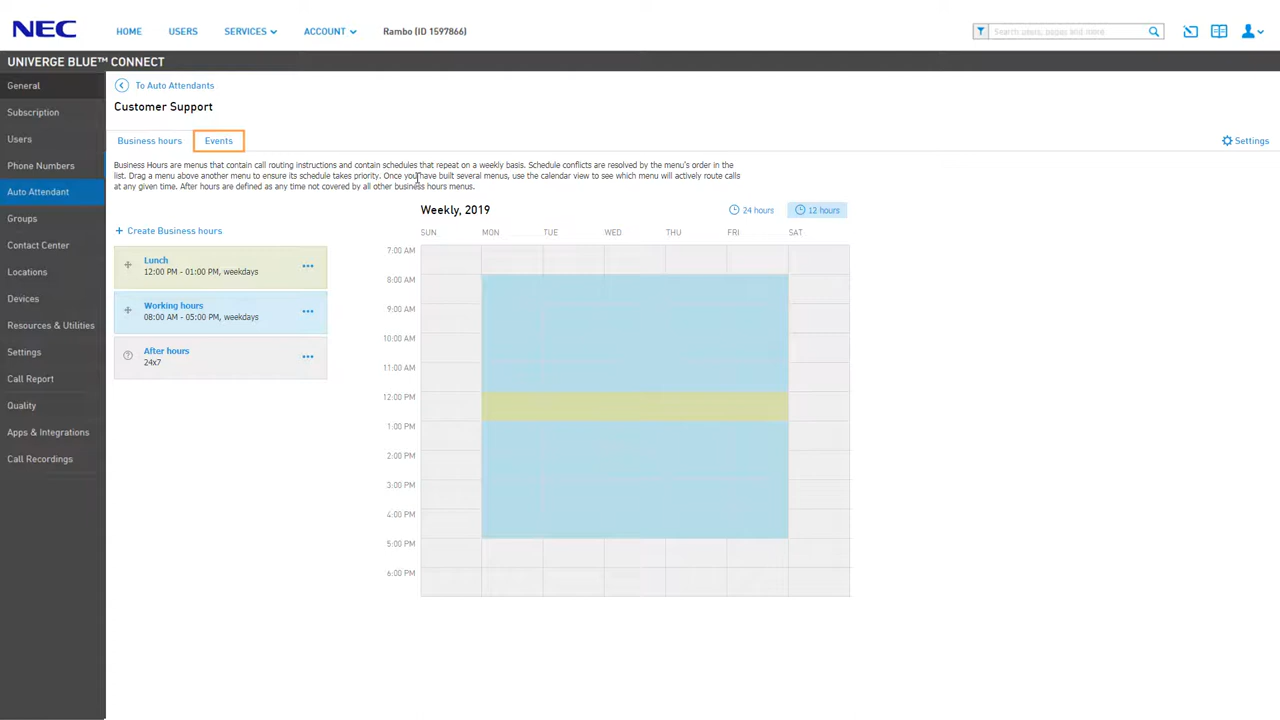 NEC
HOME
USERS
SERVICES
ACCOUNT
Rambo (ID 1597866)
Search users, pages and more
UNIVERGE BLUE™ CONNECT
General
Subscription
Users
Phone Numbers
Auto Attendant
Groups
Contact Center
Locations
Devices
Resources & Utilities
Settings
Call Report
Quality
Apps & Integrations
Call Recordings
To Auto Attendants
Customer Support
Business hours
Events
Settings
Business Hours are menus that contain call routing instructions and contain schedules that repeat on a weekly basis. Schedule conflicts are resolved by the menu's order in the
list. Drag a menu above another menu to ensure its schedule takes priority. Once you have built several menus, use the calendar view to see which menu will actively route calls
at any given time. After hours are defined as any time not covered by all other business hours menus.
+ Create Business hours
Lunch
12:00 PM - 01:00 PM, weekdays
Working hours
08:00 AM - 05:00 PM, weekdays
After hours
24x7
Weekly, 2019
24 hours
12 hours
SUN MON TUE WED THU FRI SAT
7:00 AM
8:00 AM
9:00 AM
10:00 AM
11:00 AM
12:00 PM
1:00 PM
2:00 PM
3:00 PM
4:00 PM
5:00 PM
6:00 PM